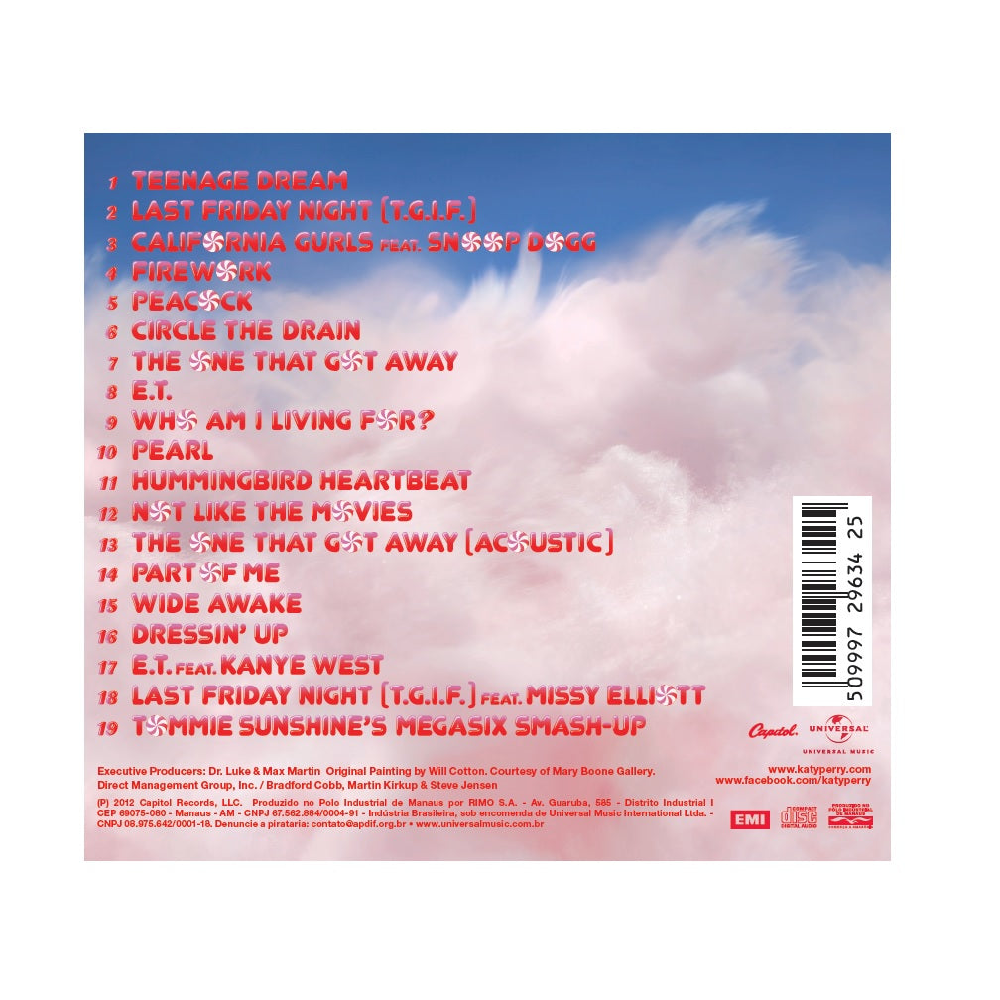 1 TEENAGE DREAM
2 LAST FRIDAY NIGHT (T.G.I.F.)
3 CALIFORNIA GURLS FEAT. SNOOP DOGG
4 FIREWORK
5 PEACOCK
6 CIRCLE THE DRAIN
7 THE ONE THAT GOT AWAY
8 E.T.
9 WHO AM I LIVING FOR?
10 PEARL
11 HUMMINGBIRD HEARTBEAT
12 NOT LIKE THE MOVIES
13 THE ONE THAT GOT AWAY (ACOUSTIC)
14 PART OF ME
15 WIDE AWAKE
16 DRESSIN' UP
17 E.T. FEAT. KANYE WEST
18 LAST FRIDAY NIGHT (T.G.I.F.) FEAT. MISSY ELLIOTT
19 TOMMIE SUNSHINE'S MEGASIX SMASH-UP
5 09997 29634 25
Capitol.
UNIVERSAL
UNIVERSAL MUSIC
Executive Producers: Dr. Luke & Max Martin Original Painting by Will Cotton. Courtesy of Mary Boone Gallery.
Direct Management Group, Inc. / Bradford Cobb, Martin Kirkup & Steve Jensen
www.katyperry.com
www.facebook.com/katyperry
(P) 2012 Capitol Records, LLC. Produzido no Polo Industrial de Manaus por RIMO S.A. - Av. Guaruba, 585 - Distrito Industrial I
CEP 69075-080 - Manaus - AM - CNPJ 67.562.884/0004-91 - Indústria Brasileira, sob encomenda de Universal Music International Ltda. -
CNPJ 08.975.642/0001-18. Denuncie a pirataria: contato@apdif.org.br • www.universalmusic.com.br
EMI
COMPACT
disc
DIGITAL AUDIO
PRODUZIDO NO
PÓLO INDUSTRIAL
DE MANAUS